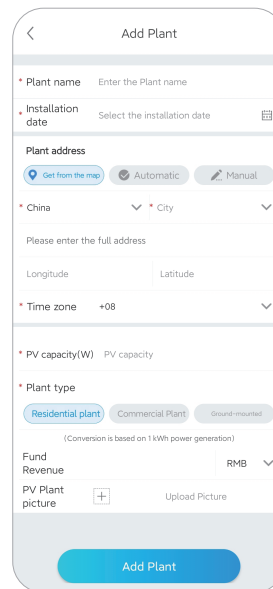 Add Plant
* Plant name Enter the Plant name
* Installation date Select the installation date
Plant address
Get from the map Automatic Manual
* China * City
Please enter the full address
Longitude Latitude
* Time zone +08
* PV capacity(W) PV capacity
* Plant type
Residential plant Commercial Plant Ground-mounted
(Conversion is based on 1 kWh power generation)
Fund Revenue RMB
PV Plant picture Upload Picture
Add Plant